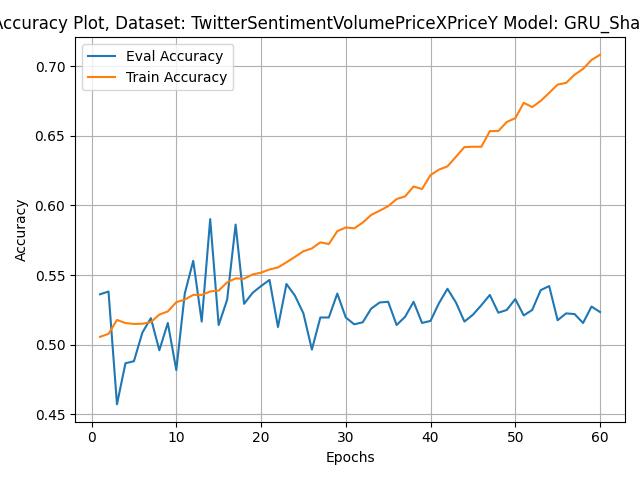 Accuracy Plot, Dataset: TwitterSentimentVolumePriceXPriceY Model: GRU_Sha
Eval Accuracy
Train Accuracy
Accuracy
0.70
0.65
0.60
0.55
0.50
0.45
0 10 20 30 40 50 60
Epochs